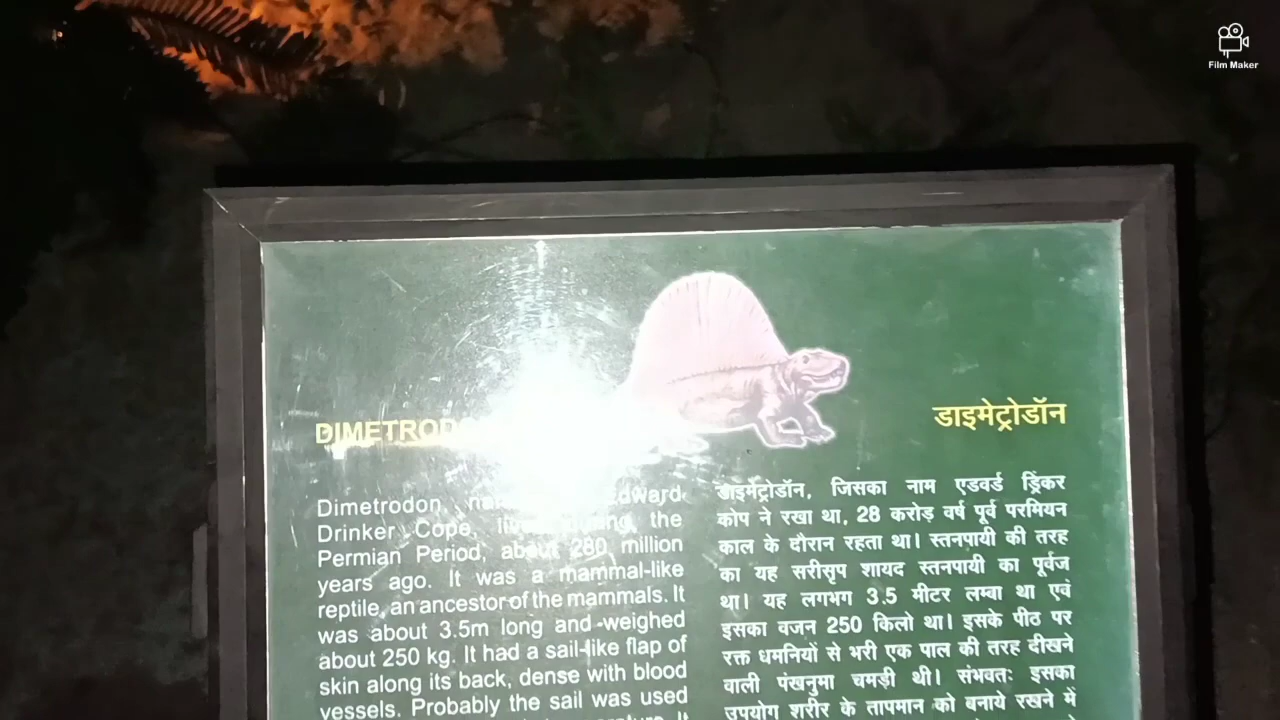 Film Maker
DIMETROD
डाइमेट्रोडॉन
Dimetrodon, Edward
Drinker Cope, lived during the
Permian Period, about 280 million
years ago. It was a mammal-like
reptile, an ancestor of the mammals. It
was about 3.5m long and weighed
about 250 kg. It had a sail-like flap of
skin along its back, dense with blood
vessels. Probably the sail was used
डाइमेट्रोडॉन, जिसका नाम एडवर्ड ड्रिंकर
कोप ने रखा था, 28 करोड़ वर्ष पूर्व परमियन
काल के दौरान रहता था। स्तनपायी की तरह
का यह सरीसृप शायद स्तनपायी का पूर्वज
था। यह लगभग 3.5 मीटर लम्बा था एवं
इसका वजन 250 किलो था। इसके पीठ पर
रक्त धमनियों से भरी एक पाल की तरह दीखने
वाली पंखनुमा चमड़ी थी। संभवतः इसका
उपयोग शरीर के तापमान को बनाये रखने में